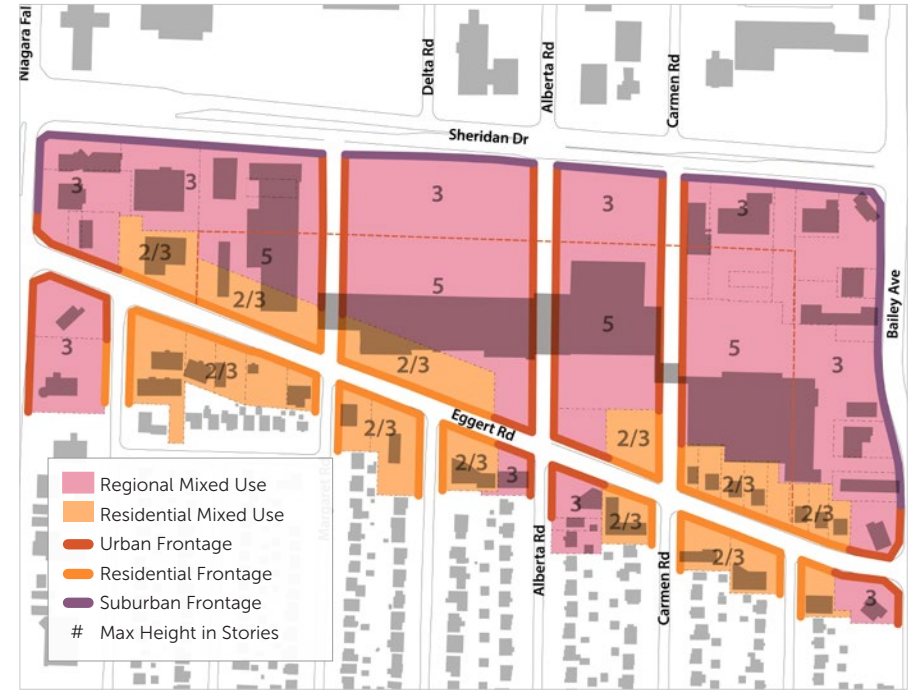 Niagara Fal
Delta Rd
Alberta Rd
Carmen Rd
Sheridan Dr
3
3
3
3
3
2/3
5
5
2/3
5
5
3
Bailey Ave
3
2/3
2/3
2/3
Eggert Rd
2/3
2/3
3
3
2/3
2/3
2/3
2/3
3
Alberta Rd
Carmen Rd
Regional Mixed Use
Residential Mixed Use
Urban Frontage
Residential Frontage
Suburban Frontage
# Max Height in Stories